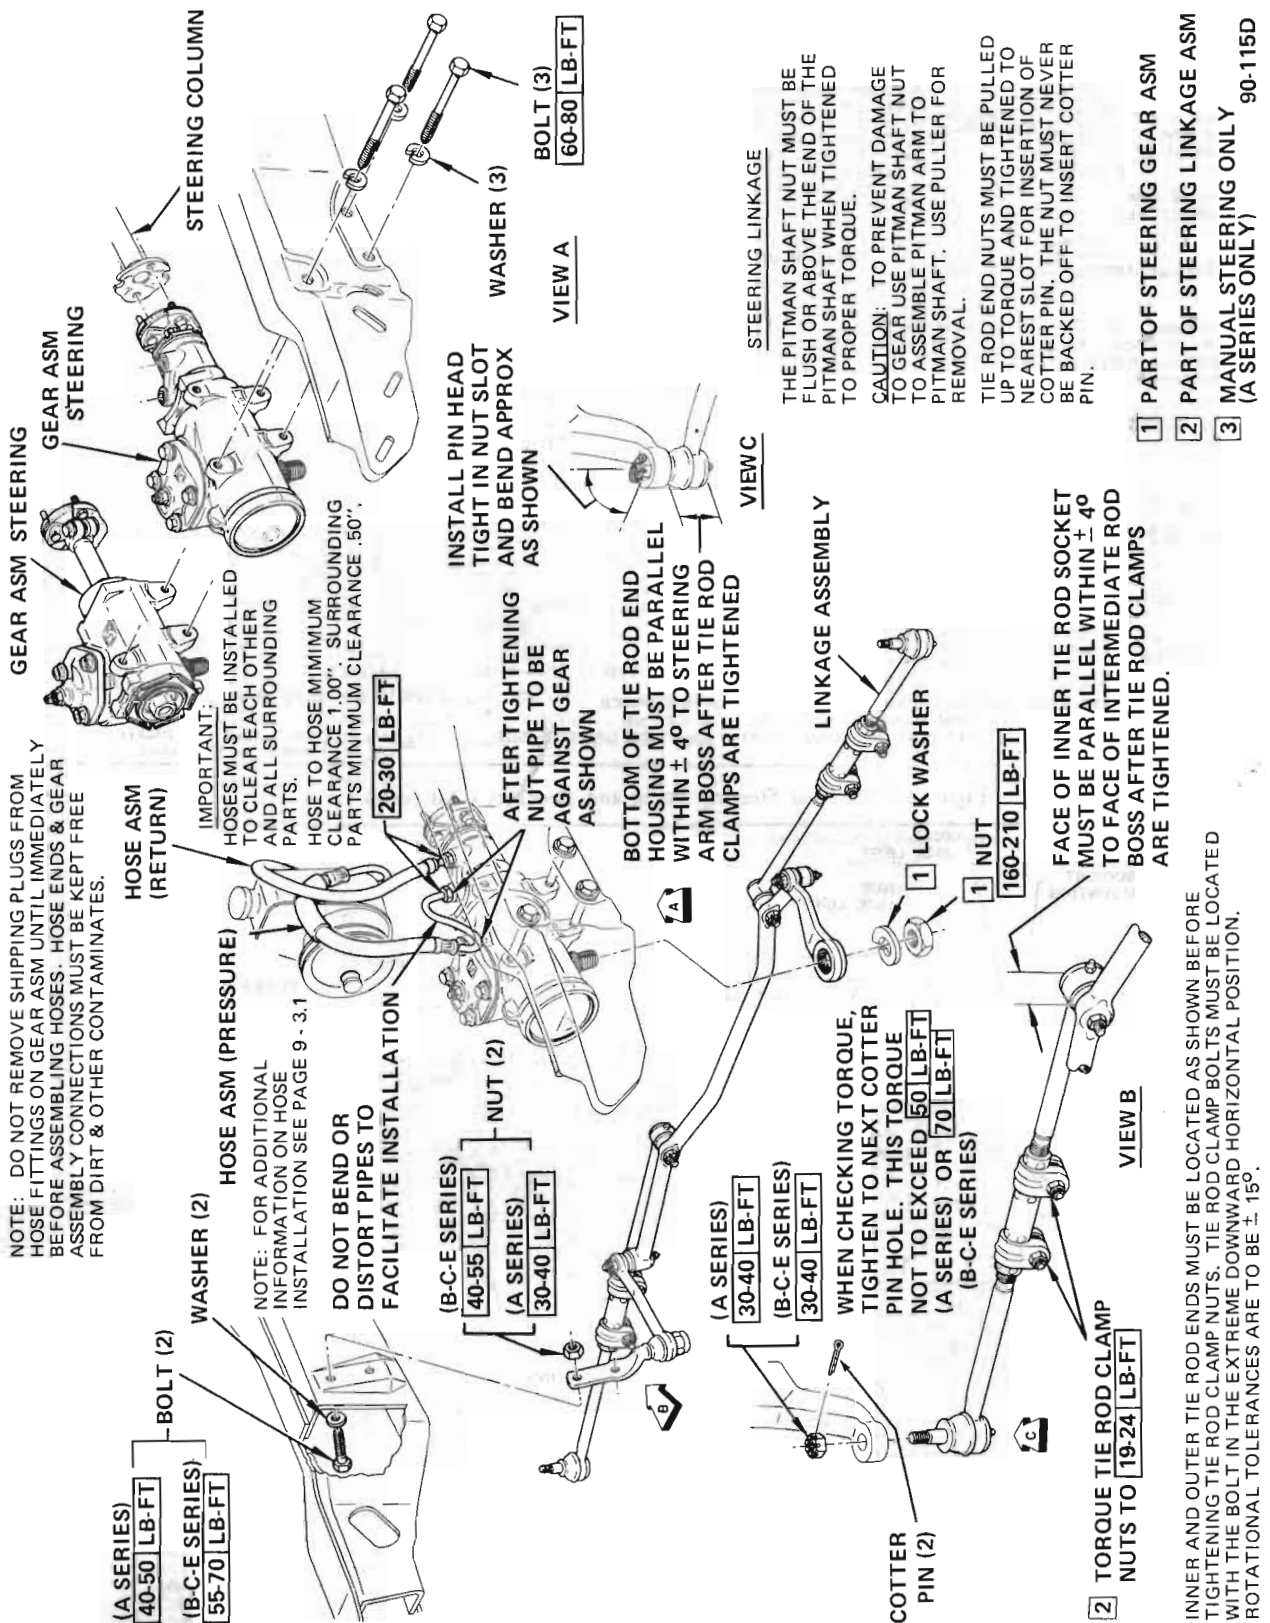 NOTE: DO NOT REMOVE SHIPPING PLUGS FROM
HOSE FITTINGS ON GEAR ASM UNTIL IMMEDIATELY
BEFORE ASSEMBLING HOSES. HOSE ENDS & GEAR
ASSEMBLY CONNECTIONS MUST BE KEPT FREE
FROM DIRT & OTHER CONTAMINATES.
GEAR ASM STEERING
GEAR ASM
STEERING
STEERING COLUMN
(A SERIES)
40-50 LB-FT
(B-C-E SERIES)
55-70 LB-FT
BOLT (2)
WASHER (2)
HOSE ASM (PRESSURE)
HOSE ASM
(RETURN)
IMPORTANT:
HOSES MUST BE INSTALLED
TO CLEAR EACH OTHER
AND ALL SURROUNDING
PARTS.
HOSE TO HOSE MIMIMUM
CLEARANCE 1.00". SURROUNDING
PARTS MINIMUM CLEARANCE .50".
NOTE: FOR ADDITIONAL
INFORMATION ON HOSE
INSTALLATION SEE PAGE 9 - 3.1
DO NOT BEND OR
DISTORT PIPES TO
FACILITATE INSTALLATION
20-30 LB-FT
AFTER TIGHTENING
NUT PIPE TO BE
AGAINST GEAR
AS SHOWN
INSTALL PIN HEAD
TIGHT IN NUT SLOT
AND BEND APPROX
AS SHOWN
WASHER (3)
BOLT (3)
60-80 LB-FT
VIEW A
(B-C-E SERIES)
40-55 LB-FT
(A SERIES)
30-40 LB-FT
NUT (2)
A
BOTTOM OF TIE ROD END
HOUSING MUST BE PARALLEL
WITHIN ± 4° TO STEERING
ARM BOSS AFTER TIE ROD
CLAMPS ARE TIGHTENED
VIEW C
B
LINKAGE ASSEMBLY
1 LOCK WASHER
1 NUT
160-210 LB-FT
STEERING LINKAGE
THE PITMAN SHAFT NUT MUST BE
FLUSH OR ABOVE THE END OF THE
PITMAN SHAFT WHEN TIGHTENED
TO PROPER TORQUE.
CAUTION: TO PREVENT DAMAGE
TO GEAR USE PITMAN SHAFT NUT
TO ASSEMBLE PITMAN ARM TO
PITMAN SHAFT. USE PULLER FOR
REMOVAL.
TIE ROD END NUTS MUST BE PULLED
UP TO TORQUE AND TIGHTENED TO
NEAREST SLOT FOR INSERTION OF
COTTER PIN. THE NUT MUST NEVER
BE BACKED OFF TO INSERT COTTER
PIN.
(A SERIES)
30-40 LB-FT
(B-C-E SERIES)
30-40 LB-FT
WHEN CHECKING TORQUE,
TIGHTEN TO NEXT COTTER
PIN HOLE. THIS TORQUE
NOT TO EXCEED 50 LB-FT
(A SERIES) OR 70 LB-FT
(B-C-E SERIES)
COTTER
PIN (2)
C
FACE OF INNER TIE ROD SOCKET
MUST BE PARALLEL WITHIN ± 4°
TO FACE OF INTERMEDIATE ROD
BOSS AFTER TIE ROD CLAMPS
ARE TIGHTENED.
VIEW B
2 TORQUE TIE ROD CLAMP
NUTS TO 19-24 LB-FT
1 PART OF STEERING GEAR ASM
2 PART OF STEERING LINKAGE ASM
3 MANUAL STEERING ONLY
(A SERIES ONLY)
90-115D
INNER AND OUTER TIE ROD ENDS MUST BE LOCATED AS SHOWN BEFORE
TIGHTENING TIE ROD CLAMP NUTS. TIE ROD CLAMP BOLTS MUST BE LOCATED
WITH THE BOLT IN THE EXTREME DOWNWARD HORIZONTAL POSITION.
ROTATIONAL TOLERANCES ARE TO BE ± 15°.